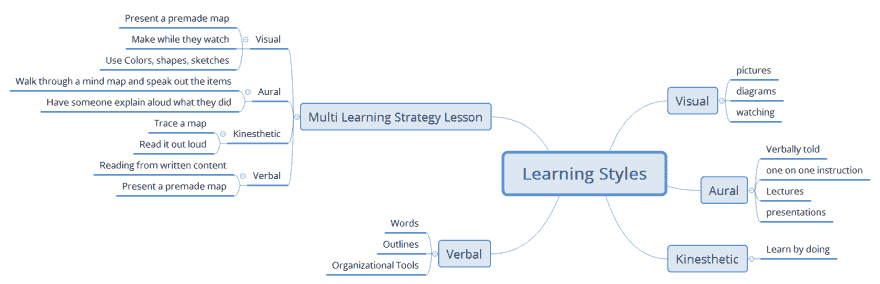 Learning Styles
Visual
pictures
diagrams
watching
Aural
Verbally told
one on one instruction
Lectures
presentations
Kinesthetic
Learn by doing
Verbal
Words
Outlines
Organizational Tools
Multi Learning Strategy Lesson
Visual
Present a premade map
Make while they watch
Use Colors, shapes, sketches
Aural
Walk through a mind map and speak out the items
Have someone explain aloud what they did
Kinesthetic
Trace a map
Read it out loud
Verbal
Reading from written content
Present a premade map